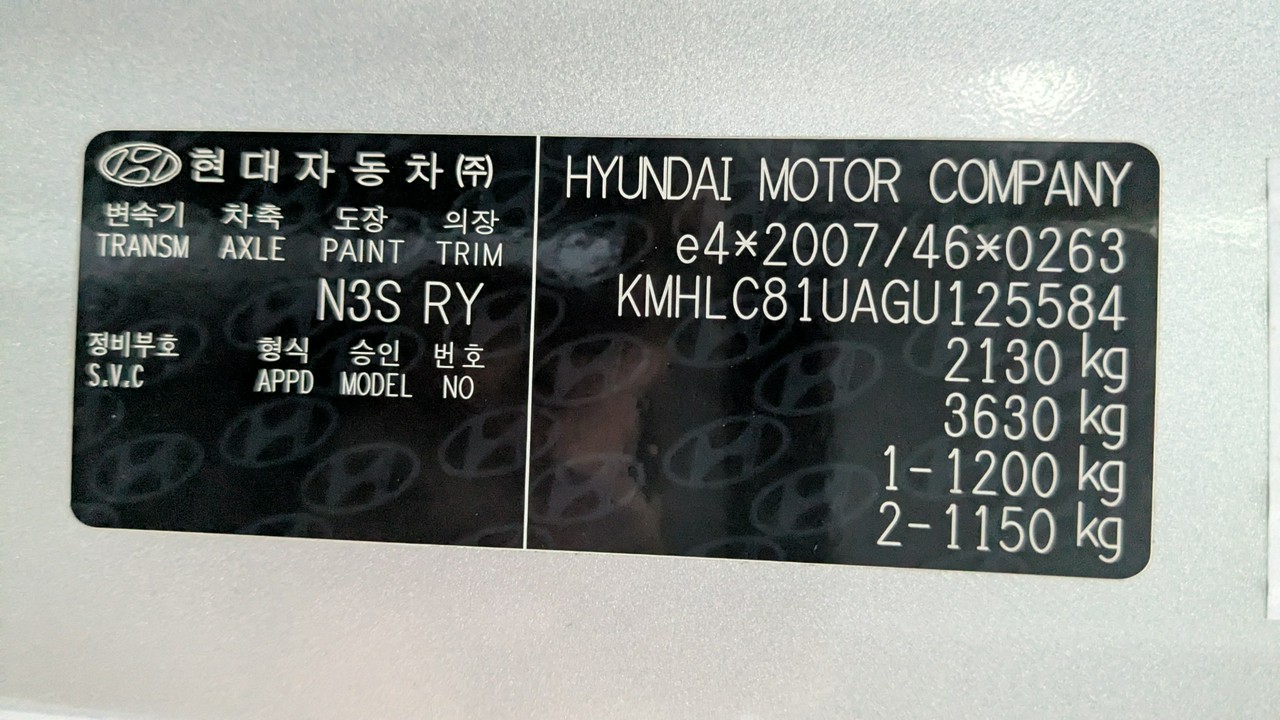 현대자동차㈜
변속기 차축 도장 의장
TRANSM AXLE PAINT TRIM
N3S RY
정비부호 형식 승인 번호
S.V.C APPD MODEL NO
HYUNDAI MOTOR COMPANY
e4*2007/46*0263
KMHLC81UAGU125584
2130 kg
3630 kg
1-1200 kg
2-1150 kg